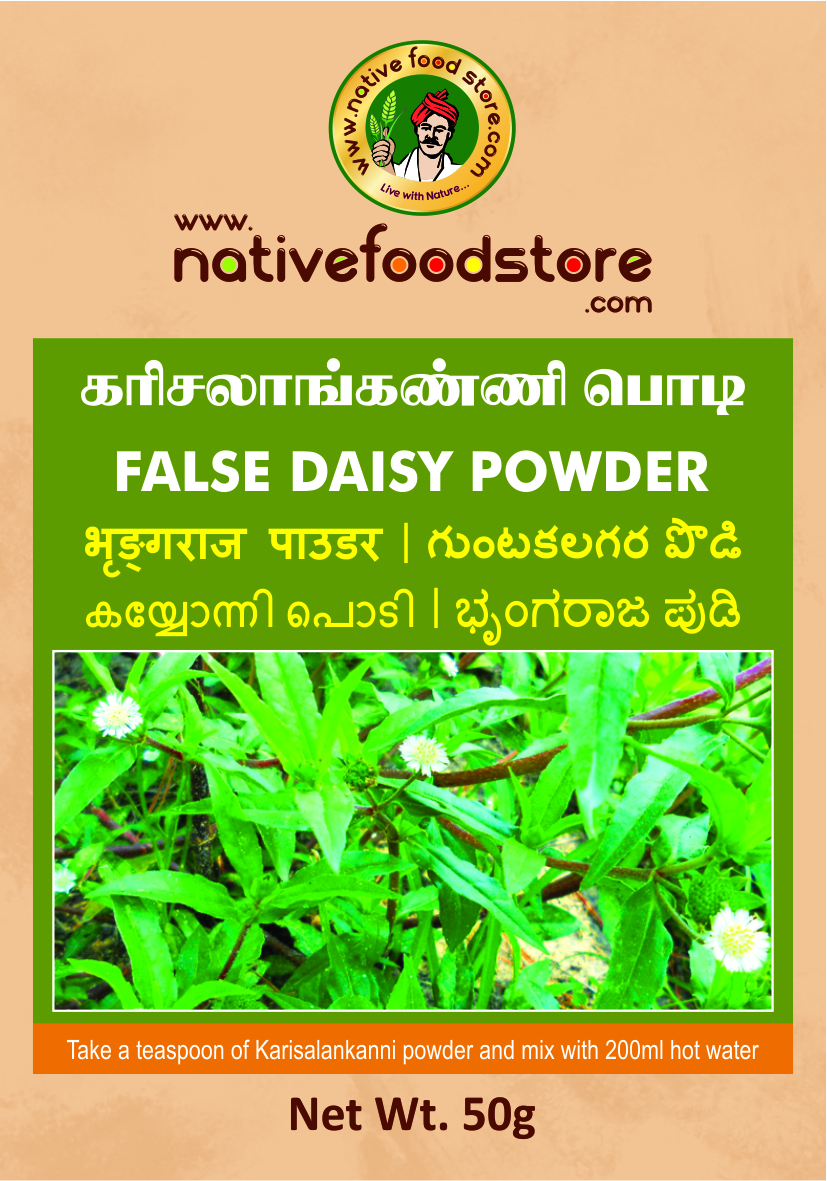 www.native food store.com
Live with Nature...
www.
nativefoodstore
.com
கரிசலாங்கண்ணி பொடி
FALSE DAISY POWDER
भृङ्गराज पाउडर | గుంటకలగర పొడి
കയ്യോന്നി പൊടി | ಭೃಂಗರಾಜ ಪುಡಿ
Take a teaspoon of Karisalankanni powder and mix with 200ml hot water
Net Wt. 50g